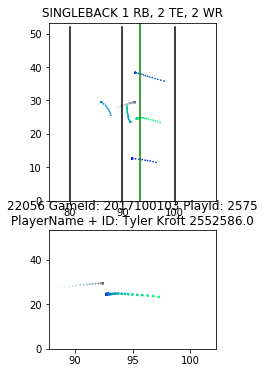 SINGLEBACK 1 RB, 2 TE, 2 WR
50
40
30
20
10
0
80 90 100
22056 GameId: 2017100103 PlayId: 2575
PlayerName + ID: Tyler Kroft 2552586.0
40
20
0
90 95 100